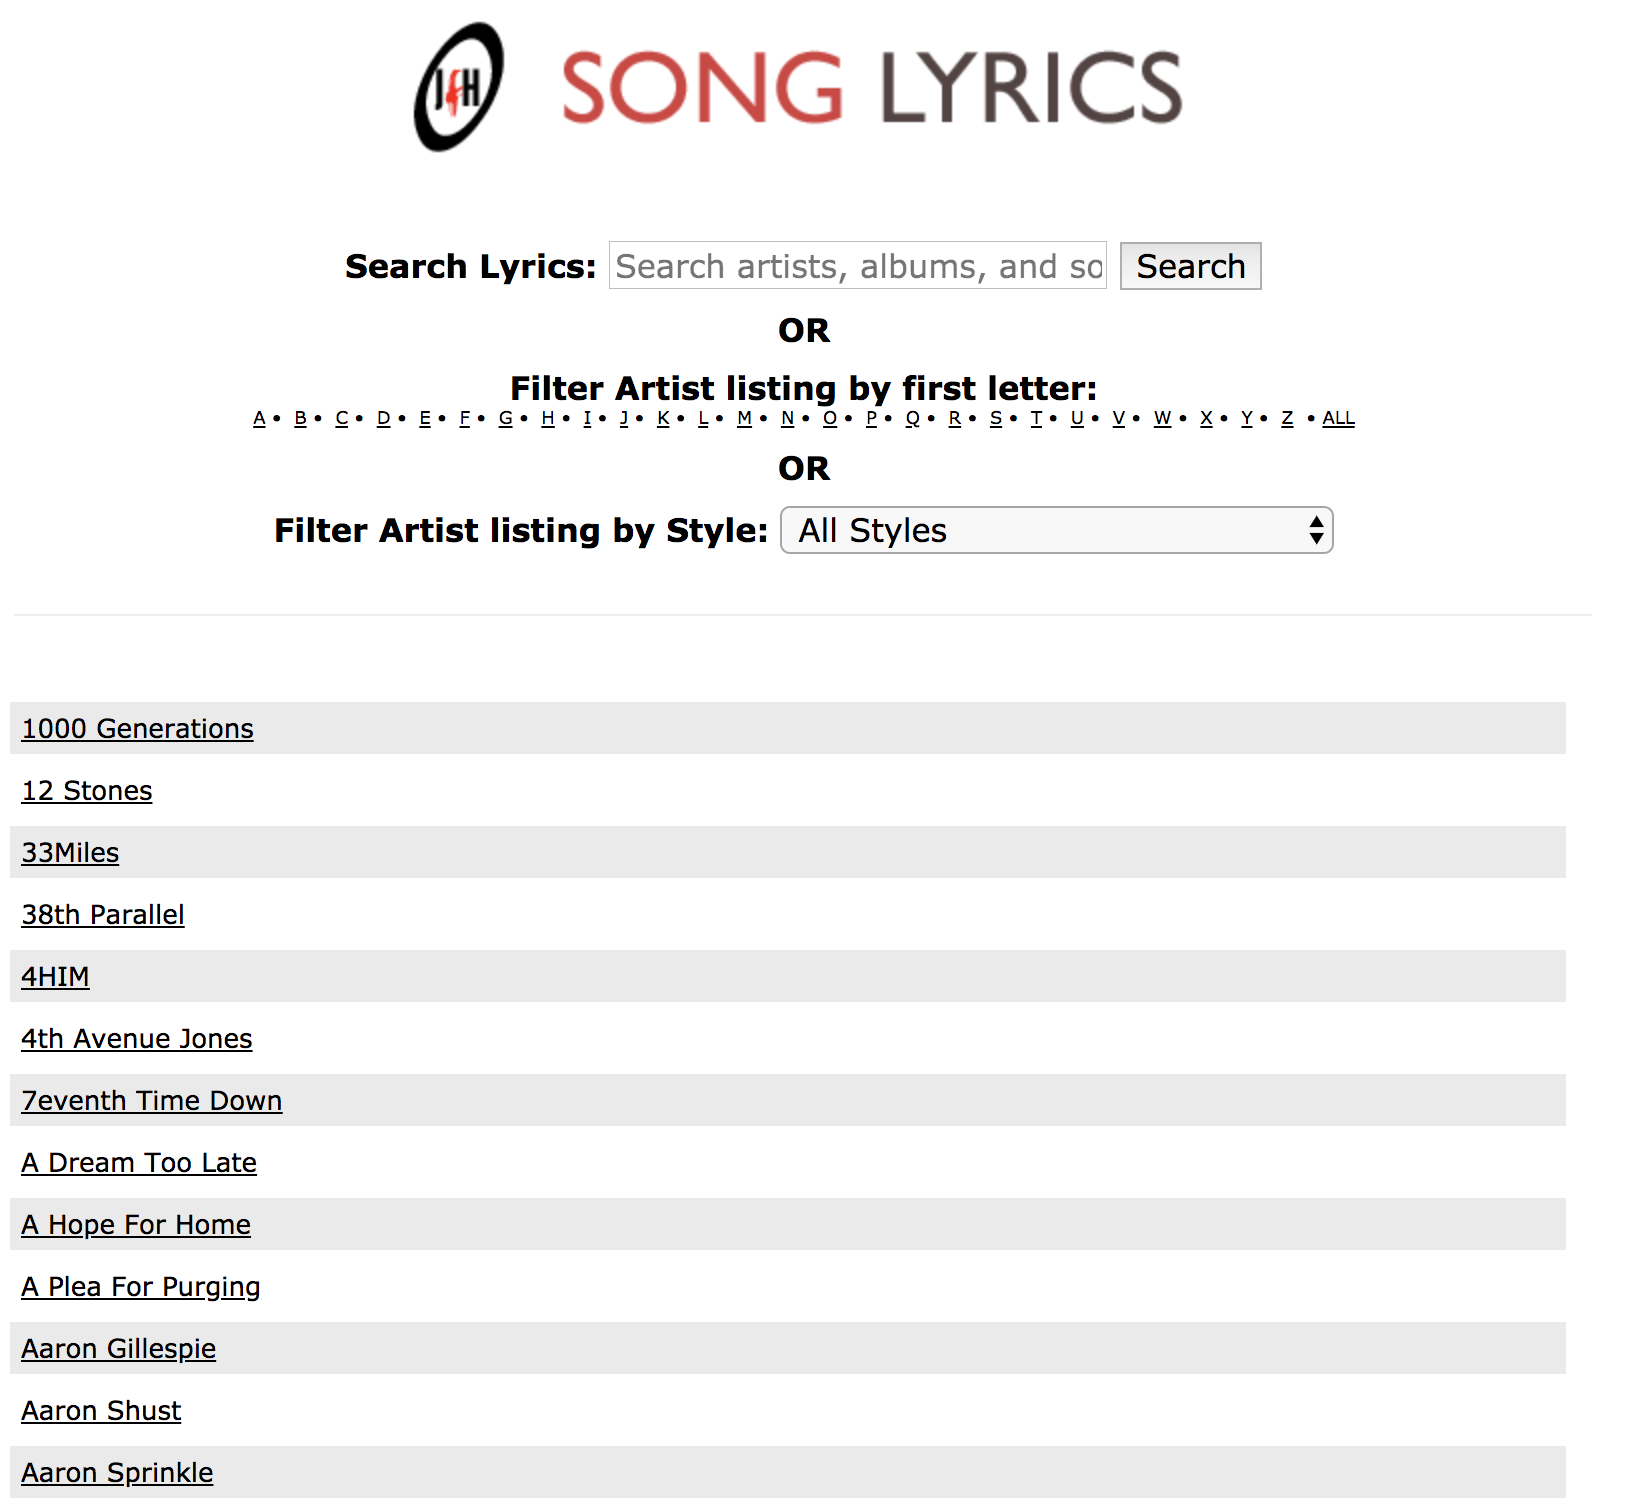 JfH SONG LYRICS
Search Lyrics: Search artists, albums, and so Search
OR
Filter Artist listing by first letter:
A • B • C • D • E • F • G • H • I • J • K • L • M • N • O • P • Q • R • S • T • U • V • W • X • Y • Z • ALL
OR
Filter Artist listing by Style: All Styles
1000 Generations
12 Stones
33Miles
38th Parallel
4HIM
4th Avenue Jones
7eventh Time Down
A Dream Too Late
A Hope For Home
A Plea For Purging
Aaron Gillespie
Aaron Shust
Aaron Sprinkle